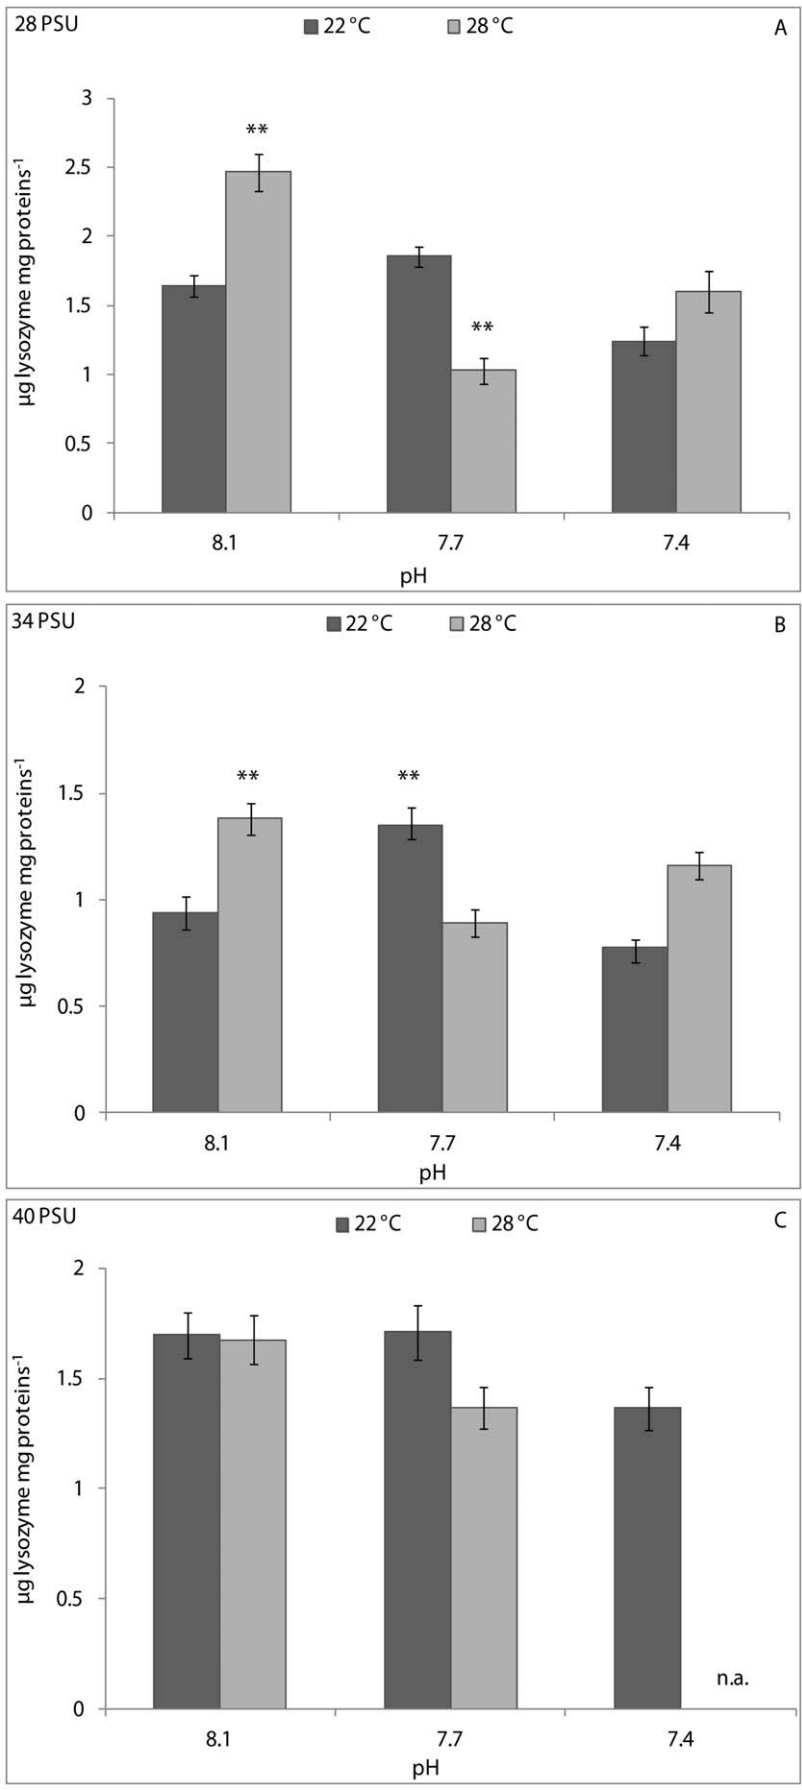 28 PSU 22 °C 28 °C A
µg lysozyme mg proteins-1
3
**
2.5
2
**
1.5
1
0.5
0
8.1 7.7 7.4
pH
34 PSU 22 °C 28 °C B
µg lysozyme mg proteins-1
2
** **
1.5
1
0.5
0
8.1 7.7 7.4
pH
40 PSU 22 °C 28 °C C
µg lysozyme mg proteins-1
2
1.5
1
0.5
n.a.
0
8.1 7.7 7.4
pH